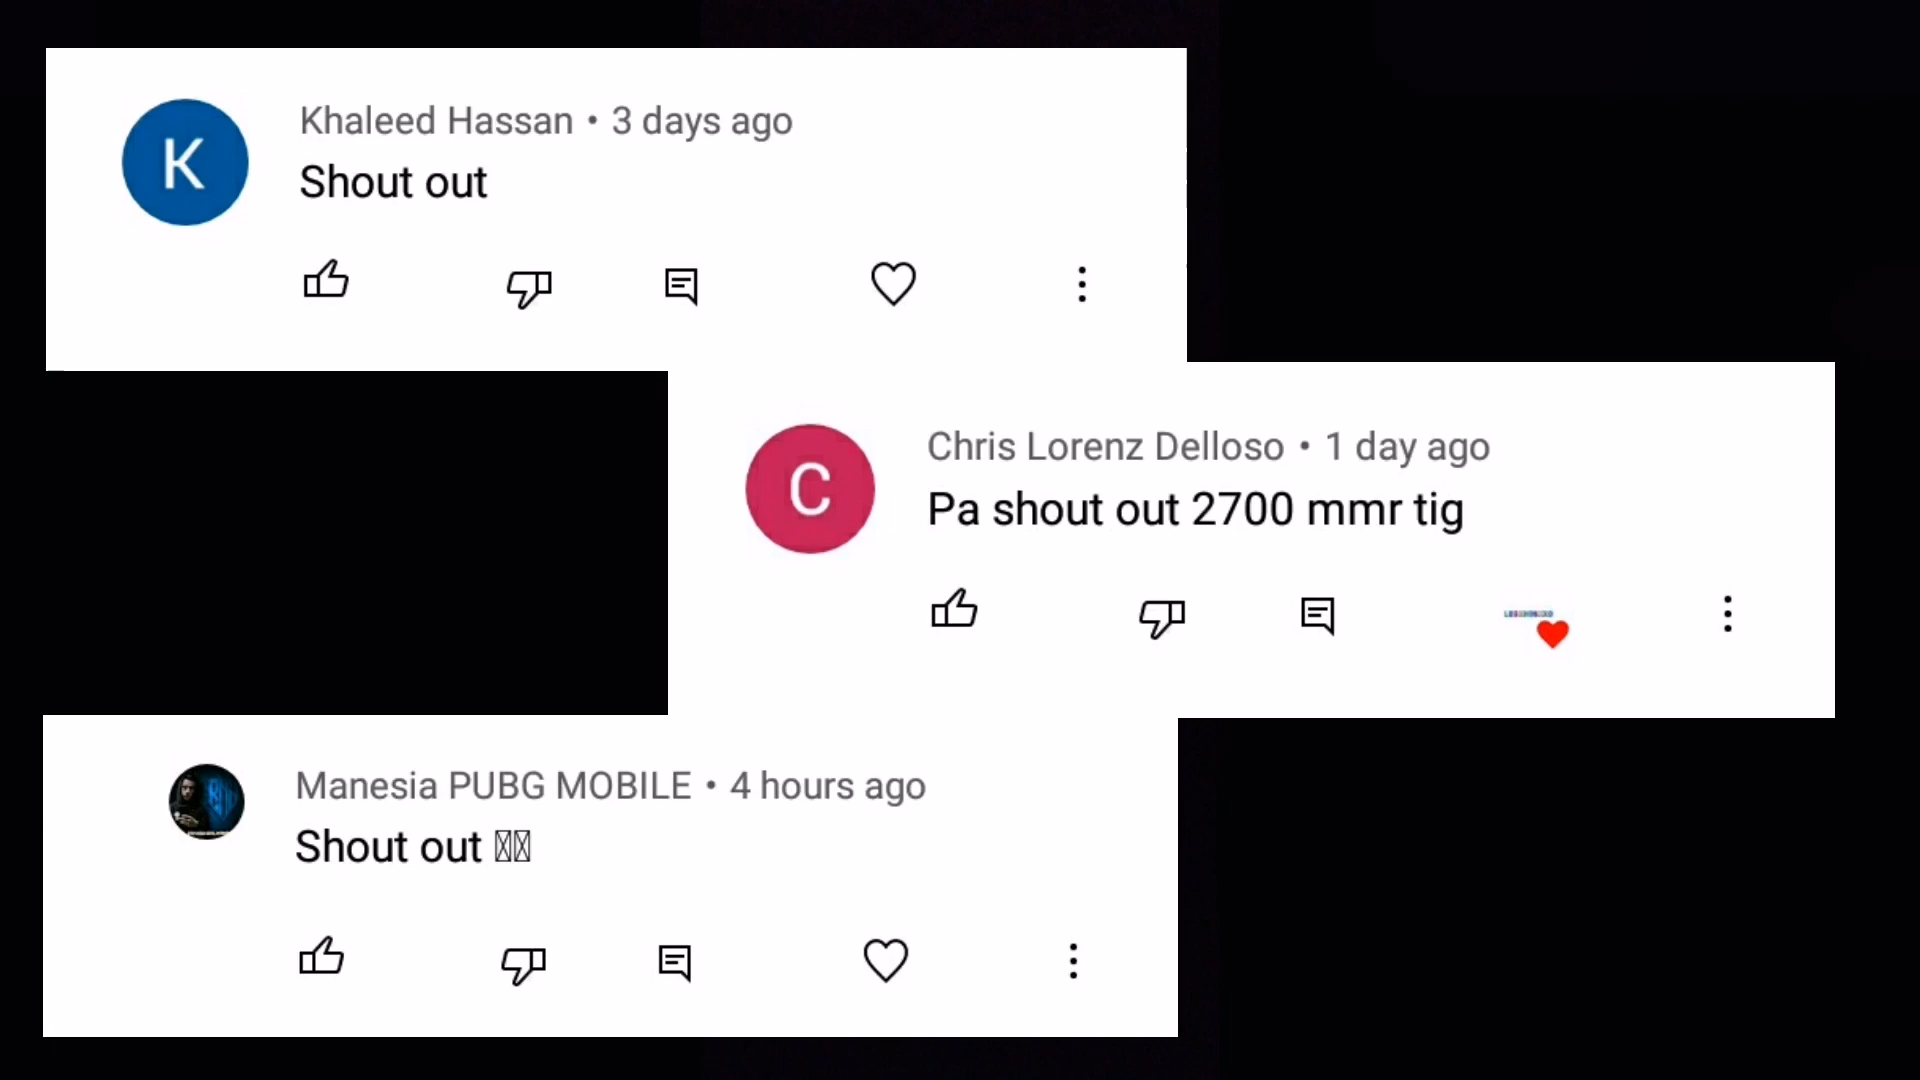 K
Khaleed Hassan • 3 days ago
Shout out
C
Chris Lorenz Delloso • 1 day ago
Pa shout out 2700 mmr tig
Manesia PUBG MOBILE • 4 hours ago
Shout out